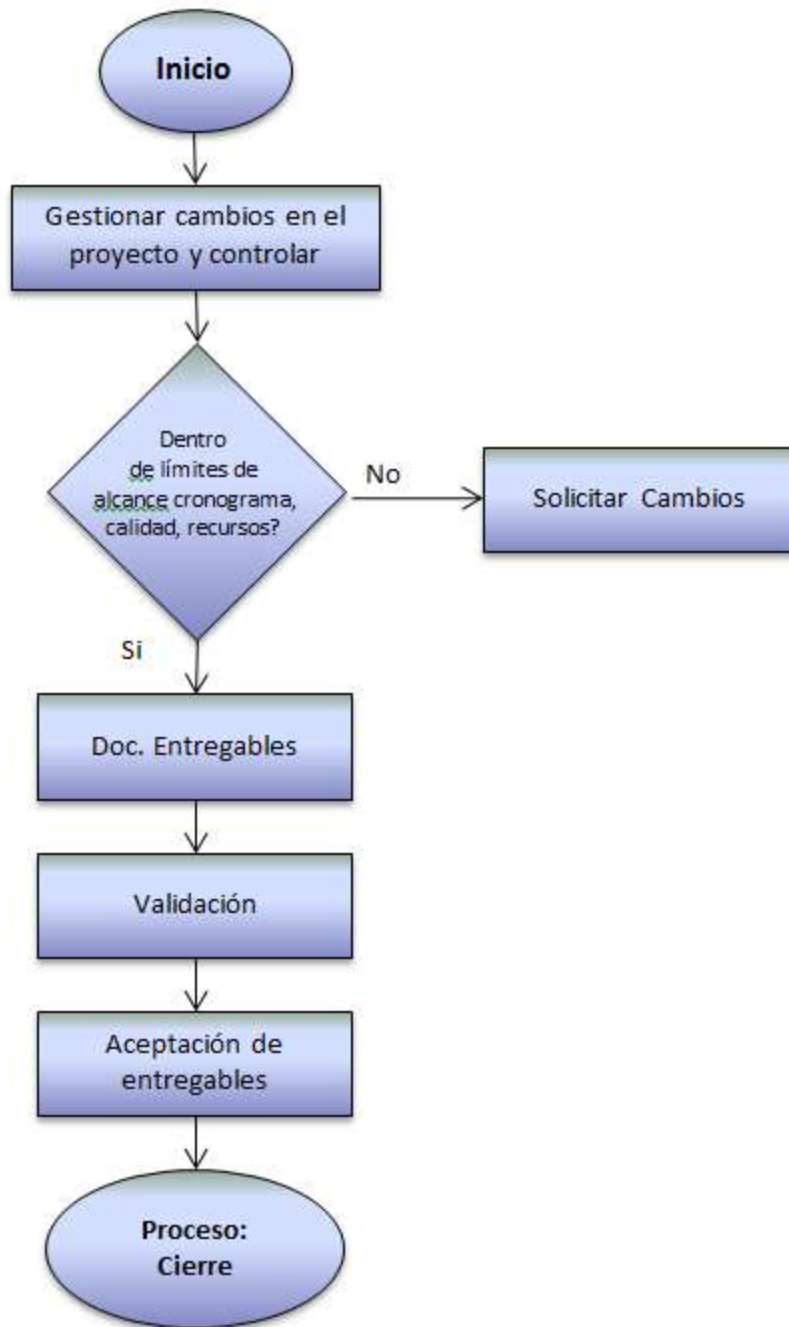 Inicio
Gestionar cambios en el
proyecto y controlar
Dentro
de límites de
alcance cronograma,
calidad, recursos?
No
Solicitar Cambios
Si
Doc. Entregables
Validación
Aceptación de
entregables
Proceso:
Cierre